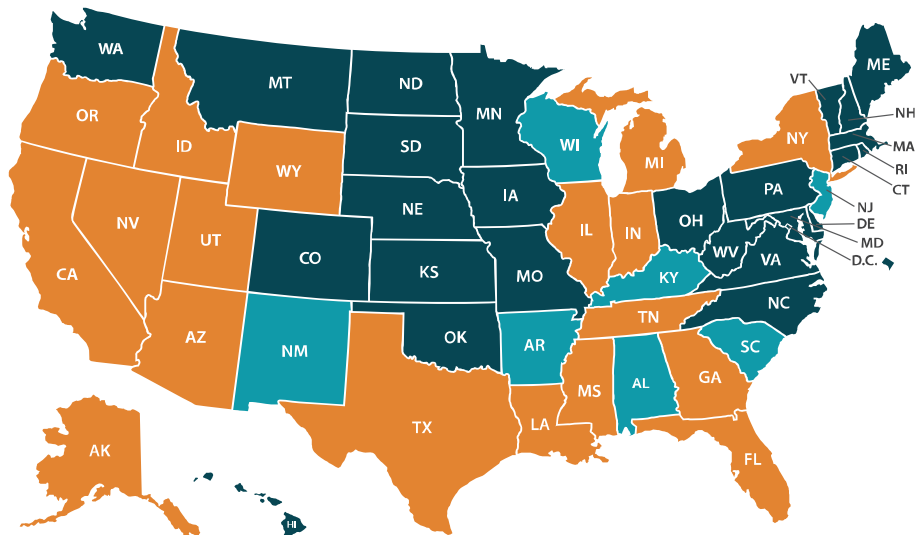 WA
MT
ND
MN
ME
VT
NH
OR
ID
SD
WI
NY
MA
WY
MI
RI
CT
IA
PA
NE
NJ
NV
OH
DE
UT
IL
IN
MD
CO
WV
VA
D.C.
CA
KS
MO
KY
NC
TN
AZ
OK
AR
NM
SC
GA
MS
AL
TX
LA
AK
FL
HI